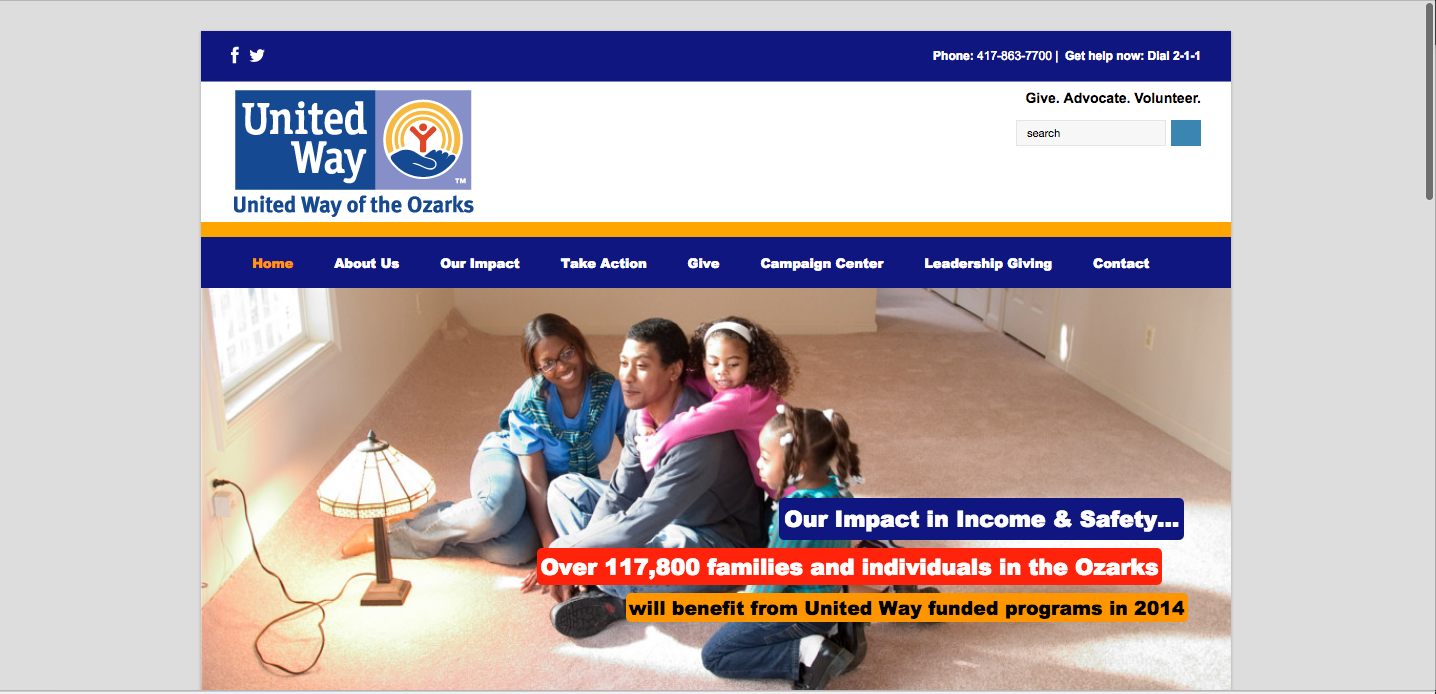 Phone: 417-863-7700 | Get help now: Dial 2-1-1
United
Way
TM
United Way of the Ozarks
Give. Advocate. Volunteer.
search
Home About Us Our Impact Take Action Give Campaign Center Leadership Giving Contact
Our Impact in Income & Safety...
Over 117,800 families and individuals in the Ozarks
will benefit from United Way funded programs in 2014